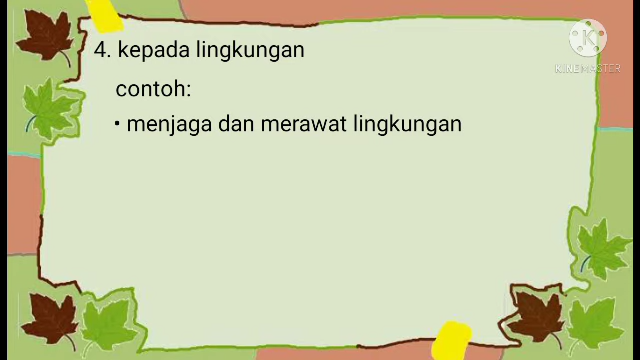 4. kepada lingkungan
contoh:
• menjaga dan merawat lingkungan
KINEMASTER